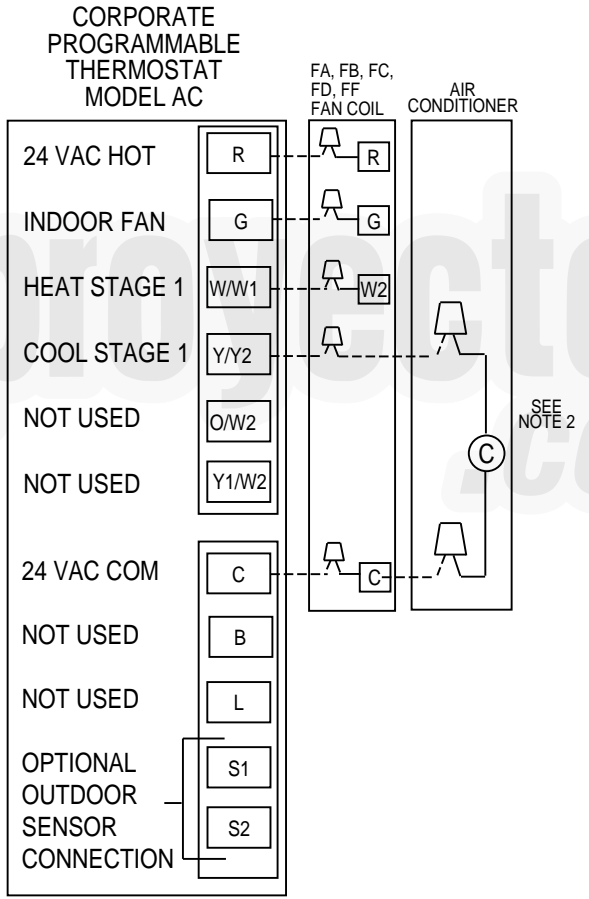 CORPORATE
PROGRAMMABLE
THERMOSTAT
MODEL AC
FA, FB, FC,
FD, FF
FAN COIL
AIR
CONDITIONER
24 VAC HOT R R
INDOOR FAN G G
HEAT STAGE 1 W/W1 W2
COOL STAGE 1 Y/Y2
NOT USED O/W2
SEE
NOTE 2
NOT USED Y1/W2
C
24 VAC COM C C
NOT USED B
NOT USED L
OPTIONAL S1
OUTDOOR
SENSOR S2
CONNECTION
proyecto
.co